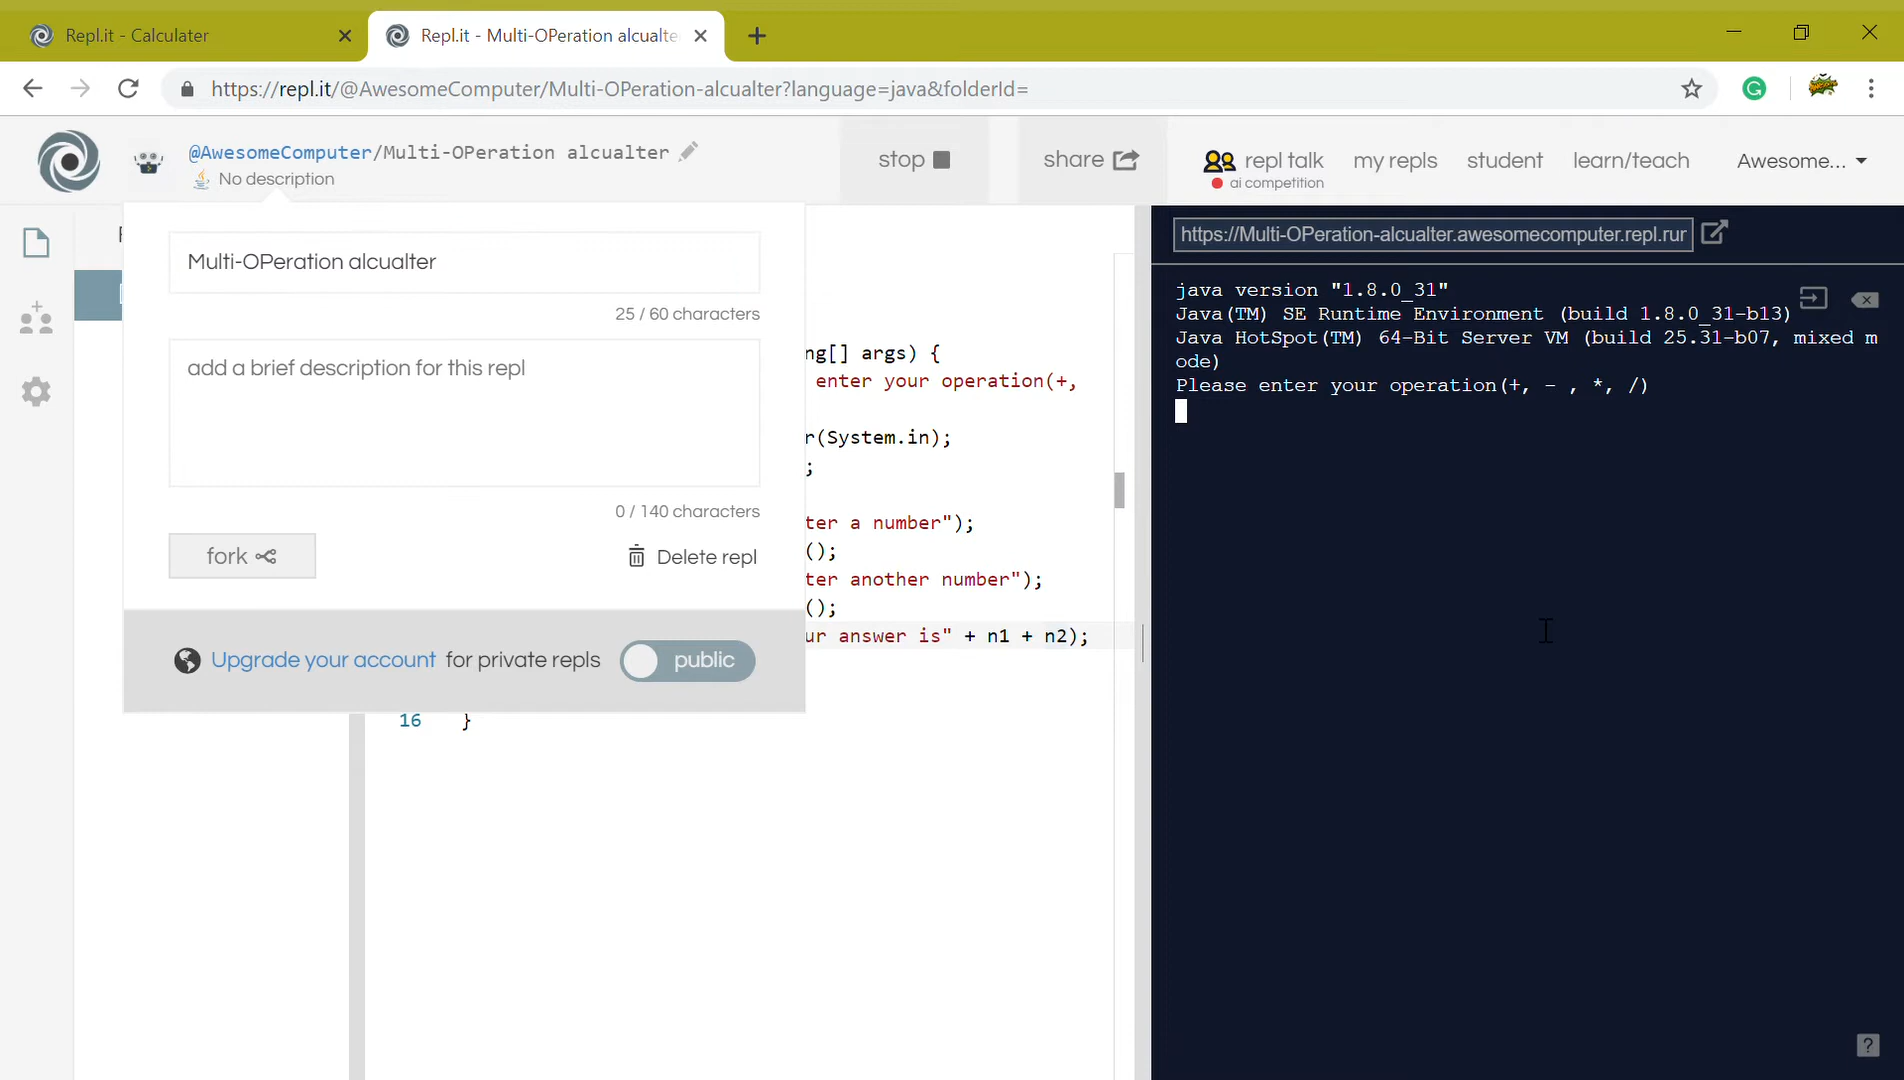 Repl.it - Calculater
Repl.it - Multi-OPeration alcualte
https://repl.it/@AwesomeComputer/Multi-OPeration-alcualter?language=java&folderId=
@AwesomeComputer/Multi-OPeration alcualter
No description
stop
share
repl talk
ai competition
my repls
student
learn/teach
Awesome...
Multi-OPeration alcualter
25 / 60 characters
add a brief description for this repl
0 / 140 characters
fork
Delete repl
Upgrade your account for private repls
public
ng[] args) {
enter your operation(+,
r(System.in);
;
ter a number");
();
ter another number");
();
ur answer is" + n1 + n2);
16 }
https://Multi-OPeration-alcualter.awesomecomputer.repl.rur
java version "1.8.0_31"
Java(TM) SE Runtime Environment (build 1.8.0_31-b13)
Java HotSpot(TM) 64-Bit Server VM (build 25.31-b07, mixed m
ode)
Please enter your operation(+, - , *, /)
?